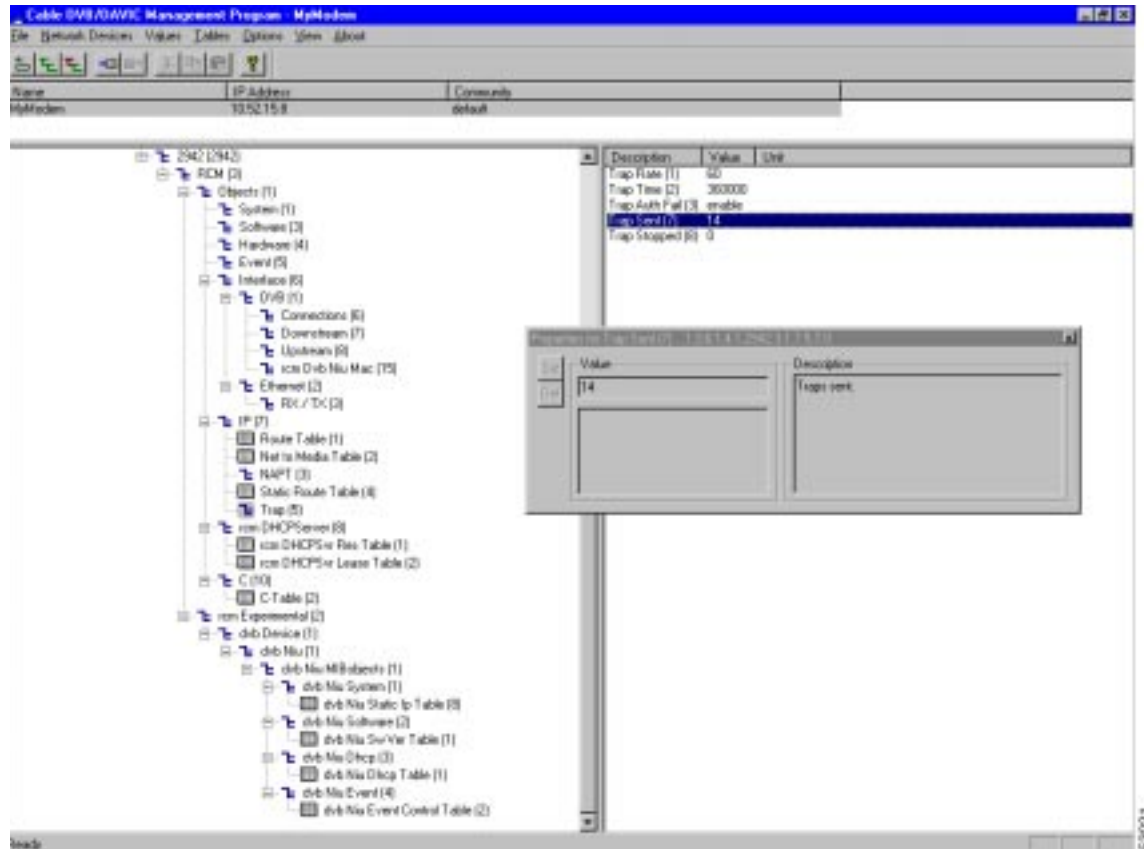 Cable DVB/DAVIC Management Program - MyModem
File Network Devices Values Tables Options View About
Name IP Address Community
MyModem 10.52.15.8 default
2942 (2942)
RCM (3)
Objects (1)
System (1)
Software (3)
Hardware (4)
Event (5)
Interface (6)
DVB (1)
Connections (6)
Downstream (7)
Upstream (8)
rcm Dvb Niu Mac (15)
Ethernet (2)
RX / TX (3)
IP (7)
Route Table (1)
Net to Media Table (2)
NAPT (3)
Static Route Table (4)
Trap (5)
rcm DHCPServer (8)
rcm DHCPSvr Res Table (1)
rcm DHCPSvr Lease Table (2)
C (10)
C-Table (2)
rcm Experimental (2)
dvb Device (1)
dvb Niu (1)
dvb Niu MIBobjects (1)
dvb Niu System (1)
dvb Niu Static Ip Table (8)
dvb Niu Software (2)
dvb Niu SwVer Table (1)
dvb Niu Dhcp (3)
dvb Niu Dhcp Table (1)
dvb Niu Event (4)
dvb Niu Event Control Table (2)
Description Value Unit
Trap Rate (1) 60
Trap Time (2) 360000
Trap Auth Fail (3) enable
Trap Sent (7) 14
Trap Stopped (8) 0
Properties for Trap Sent (7)
Set
Get
Value
14
Description
Traps sent.
Ready